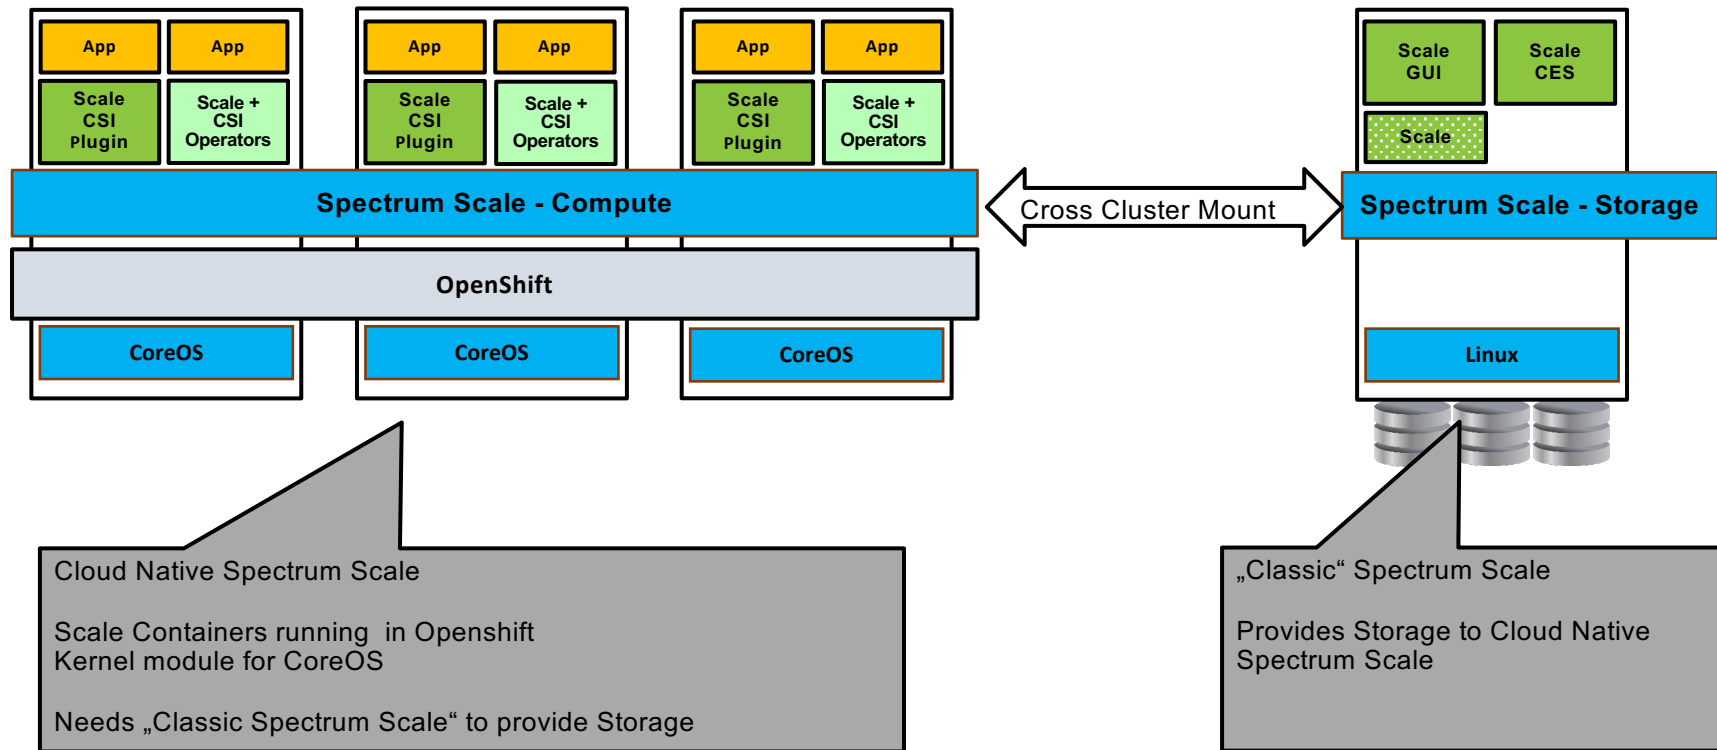 App
App
App
App
App
App
Scale
GUI
Scale
CES
Scale
CSI
Plugin
Scale +
CSI
Operators
Scale
CSI
Plugin
Scale +
CSI
Operators
Scale
CSI
Plugin
Scale +
CSI
Operators
Scale
Spectrum Scale - Compute
Cross Cluster Mount
Spectrum Scale - Storage
OpenShift
CoreOS
CoreOS
CoreOS
Linux
Cloud Native Spectrum Scale
Scale Containers running in Openshift
Kernel module for CoreOS
Needs „Classic Spectrum Scale“ to provide Storage
„Classic“ Spectrum Scale
Provides Storage to Cloud Native
Spectrum Scale